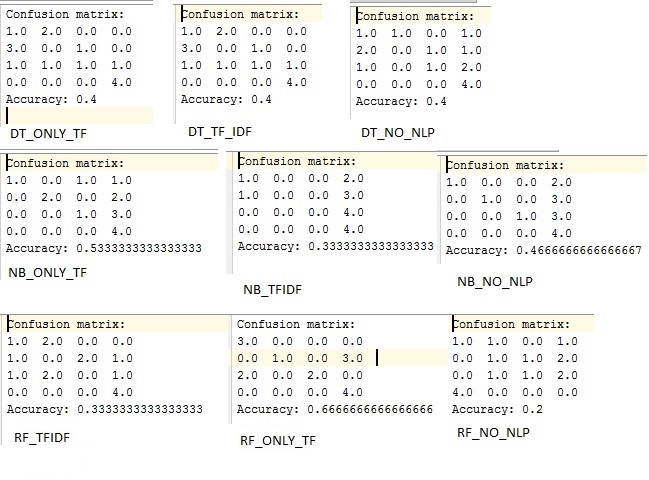 Confusion matrix:
1.0 2.0 0.0 0.0
3.0 0.0 1.0 0.0
1.0 1.0 1.0 1.0
0.0 0.0 0.0 4.0
Accuracy: 0.4
DT_ONLY_TF
Confusion matrix:
1.0 2.0 0.0 0.0
3.0 0.0 1.0 0.0
1.0 1.0 1.0 1.0
0.0 0.0 0.0 4.0
Accuracy: 0.4
DT_TF_IDF
Confusion matrix:
1.0 1.0 0.0 1.0
2.0 0.0 1.0 1.0
1.0 0.0 1.0 2.0
0.0 0.0 0.0 4.0
Accuracy: 0.4
DT_NO_NLP
Confusion matrix:
1.0 0.0 1.0 1.0
0.0 2.0 0.0 2.0
0.0 0.0 1.0 3.0
0.0 0.0 0.0 4.0
Accuracy: 0.5333333333333333
NB_ONLY_TF
Confusion matrix:
1.0 0.0 0.0 2.0
1.0 0.0 0.0 3.0
0.0 0.0 0.0 4.0
0.0 0.0 0.0 4.0
Accuracy: 0.3333333333333333
NB_TFIDF
Confusion matrix:
1.0 0.0 0.0 2.0
0.0 1.0 0.0 3.0
0.0 0.0 1.0 3.0
0.0 0.0 0.0 4.0
Accuracy: 0.4666666666666667
NB_NO_NLP
Confusion matrix:
1.0 2.0 0.0 0.0
1.0 0.0 2.0 1.0
1.0 2.0 0.0 1.0
0.0 0.0 0.0 4.0
Accuracy: 0.3333333333333333
RF_TFIDF
Confusion matrix:
3.0 0.0 0.0 0.0
0.0 1.0 0.0 3.0
2.0 0.0 2.0 0.0
0.0 0.0 0.0 4.0
Accuracy: 0.6666666666666666
RF_ONLY_TF
Confusion matrix:
1.0 1.0 0.0 1.0
0.0 1.0 1.0 2.0
0.0 1.0 1.0 2.0
4.0 0.0 0.0 0.0
Accuracy: 0.2
RF_NO_NLP